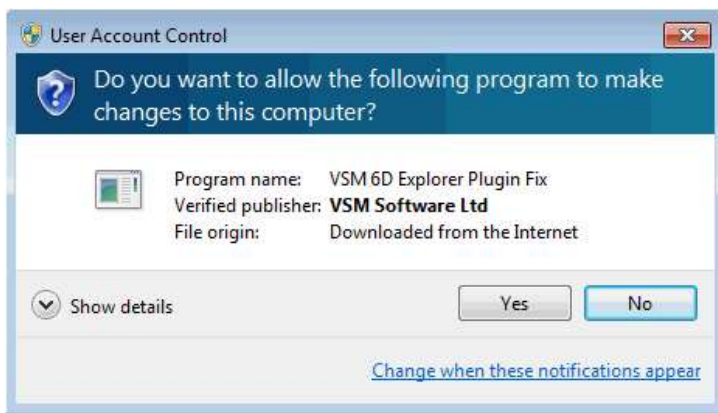 User Account Control
Do you want to allow the following program to make
changes to this computer?
Program name: VSM 6D Explorer Plugin Fix
Verified publisher: VSM Software Ltd
File origin: Downloaded from the Internet
Show details
Yes
No
Change when these notifications appear